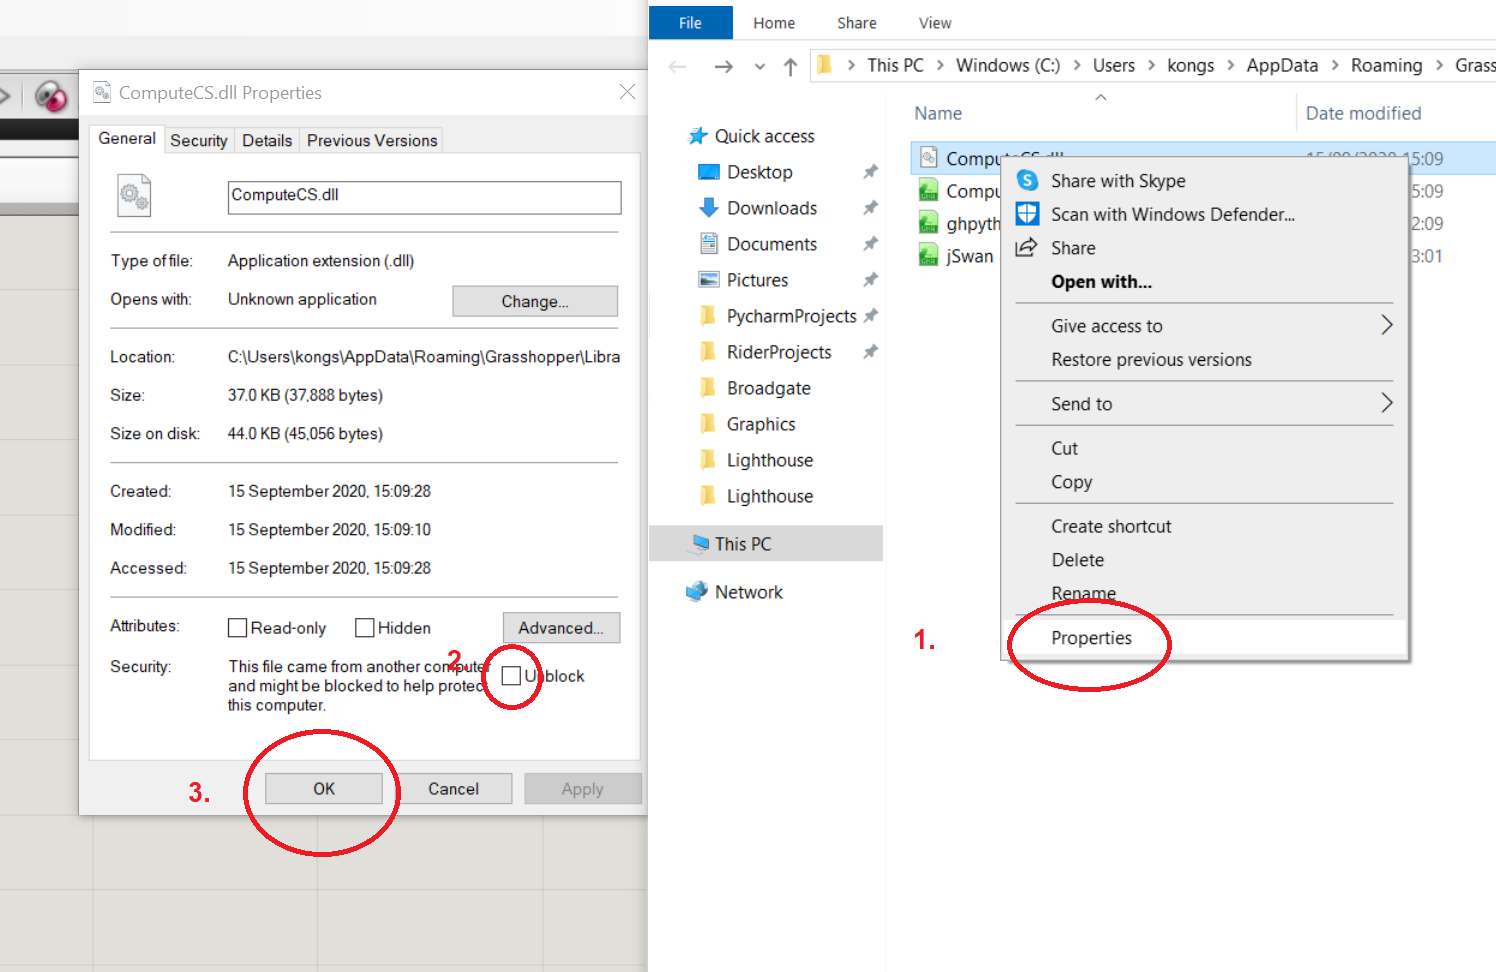 ComputeCS.dll Properties
General Security Details Previous Versions
ComputeCS.dll
Type of file: Application extension (.dll)
Opens with: Unknown application Change...
Location: C:\Users\kongs\AppData\Roaming\Grasshopper\Libra
Size: 37.0 KB (37,888 bytes)
Size on disk: 44.0 KB (45,056 bytes)
Created: 15 September 2020, 15:09:28
Modified: 15 September 2020, 15:09:10
Accessed: 15 September 2020, 15:09:28
Attributes: Read-only Hidden Advanced...
Security: This file came from another computer
and might be blocked to help protect
this computer.
2.
Unblock
3.
OK Cancel Apply
File Home Share View
This PC > Windows (C:) > Users > kongs > AppData > Roaming > Grass
Name Date modified
Quick access
Desktop
Downloads
Documents
Pictures
PycharmProjects
RiderProjects
Broadgate
Graphics
Lighthouse
Lighthouse
This PC
Network
ComputeCS.dll 15/09/2020 15:09
Compu 5:09
ghpyth 2:09
jSwan 3:01
Share with Skype
Scan with Windows Defender...
Share
Open with...
Give access to
Restore previous versions
Send to
Cut
Copy
Create shortcut
Delete
Rename
1.
Properties